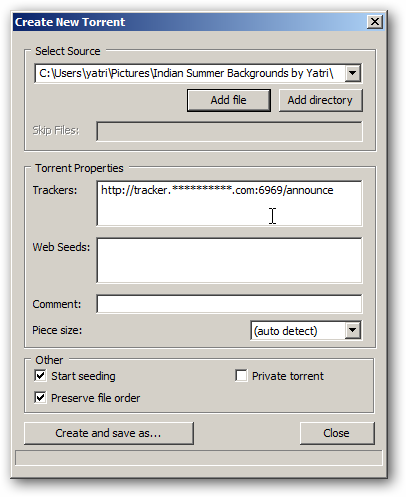 Create New Torrent
Select Source
C:\Users\yatri\Pictures\Indian Summer Backgrounds by Yatri\
Add file
Add directory
Skip Files:
Torrent Properties
Trackers:
http://tracker.**********.com:6969/announce
Web Seeds:
Comment:
Piece size:
(auto detect)
Other
Start seeding
Private torrent
Preserve file order
Create and save as...
Close